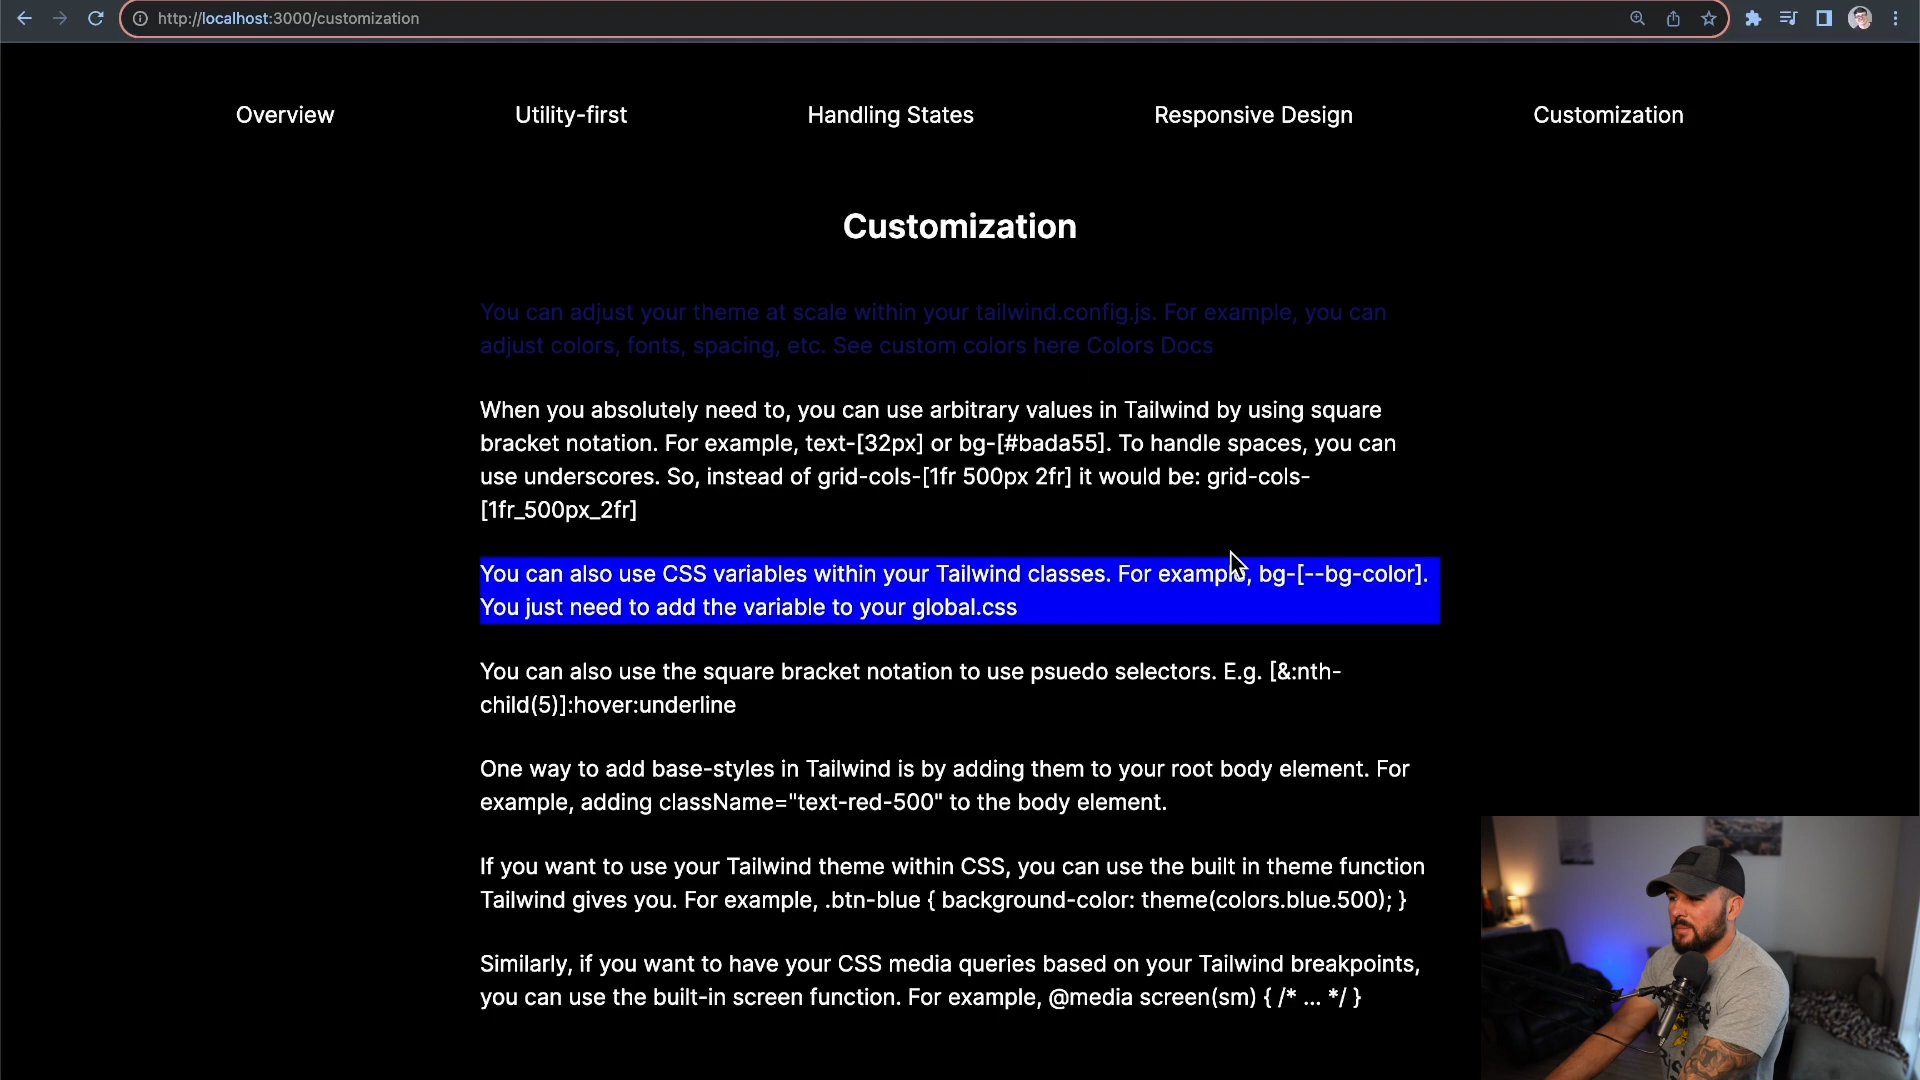 http://localhost:3000/customization
Overview Utility-first Handling States Responsive Design Customization
Customization
You can adjust your theme at scale within your tailwind.config.js. For example, you can
adjust colors, fonts, spacing, etc. See custom colors here Colors Docs
When you absolutely need to, you can use arbitrary values in Tailwind by using square
bracket notation. For example, text-[32px] or bg-[#bada55]. To handle spaces, you can
use underscores. So, instead of grid-cols-[1fr 500px 2fr] it would be: grid-cols-
[1fr_500px_2fr]
You can also use CSS variables within your Tailwind classes. For example, bg-[--bg-color].
You just need to add the variable to your global.css
You can also use the square bracket notation to use psuedo selectors. E.g. [&:nth-
child(5)]:hover:underline
One way to add base-styles in Tailwind is by adding them to your root body element. For
example, adding className="text-red-500" to the body element.
If you want to use your Tailwind theme within CSS, you can use the built in theme function
Tailwind gives you. For example, .btn-blue { background-color: theme(colors.blue.500); }
Similarly, if you want to have your CSS media queries based on your Tailwind breakpoints,
you can use the built-in screen function. For example, @media screen(sm) { /* ... */ }